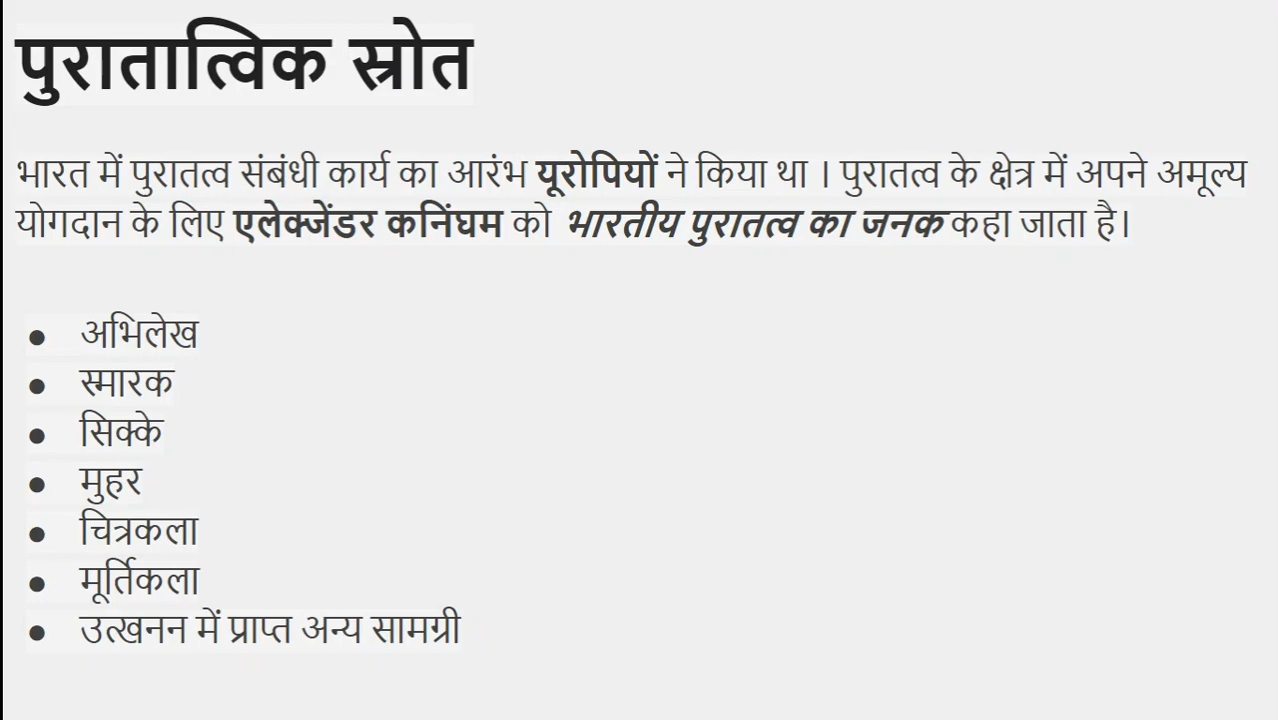 पुरातात्विक स्रोत
भारत में पुरातत्व संबंधी कार्य का आरंभ यूरोपियों ने किया था । पुरातत्व के क्षेत्र में अपने अमूल्य
योगदान के लिए एलेक्जेंडर कनिंघम को भारतीय पुरातत्व का जनक कहा जाता है।
● अभिलेख
● स्मारक
● सिक्के
● मुहर
● चित्रकला
● मूर्तिकला
● उत्खनन में प्राप्त अन्य सामग्री